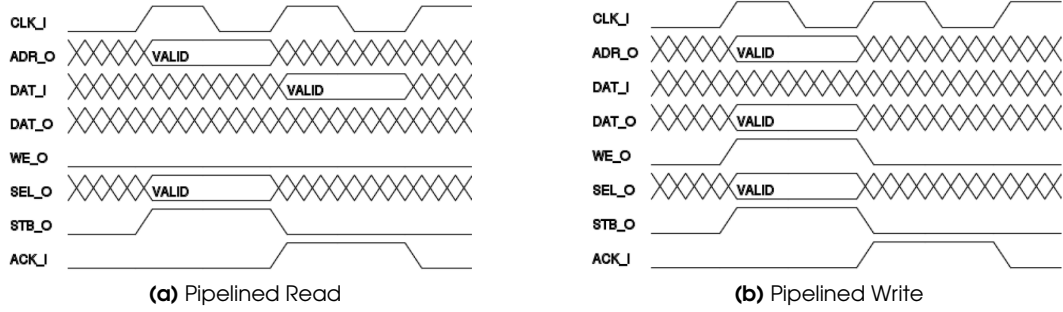 CLK_I
ADR_O VALID
DAT_I VALID
DAT_O
WE_O
SEL_O VALID
STB_O
ACK_I
(a) Pipelined Read
CLK_I
ADR_O VALID
DAT_I
DAT_O VALID
WE_O
SEL_O VALID
STB_O
ACK_I
(b) Pipelined Write